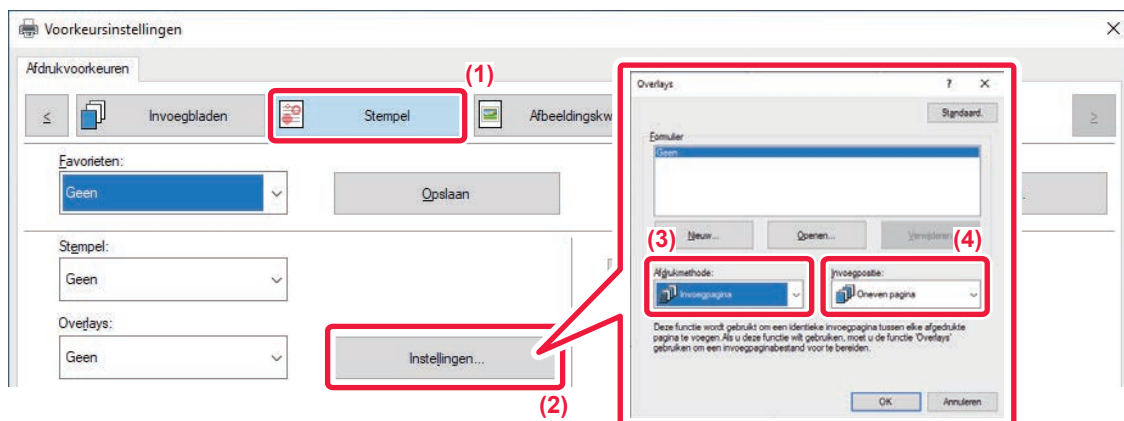 Voorkeursinstellingen
Afdrukvoorkeuren
(1)
< Invoegbladen Stempel Afbeeldingskw >
Favorieten:
Geen Opslaan
Stempel:
Geen
Overlays:
Geen Instellingen...
(2)
Overlays ? X
Standaard.
Formulier
Geen
Nieuw... Openen... Verwijderen
(3) (4)
Afdrukmethode: Invoegpositie:
Invoegpagina Oneven pagina
Deze functie wordt gebruikt om een identieke invoegpagina tussen elke afgedrukte
pagina te voegen.Als u deze functie wilt gebruiken, moet u de functie 'Overlays'
gebruiken om een invoegpaginabestand voor te bereiden.
OK Annuleren